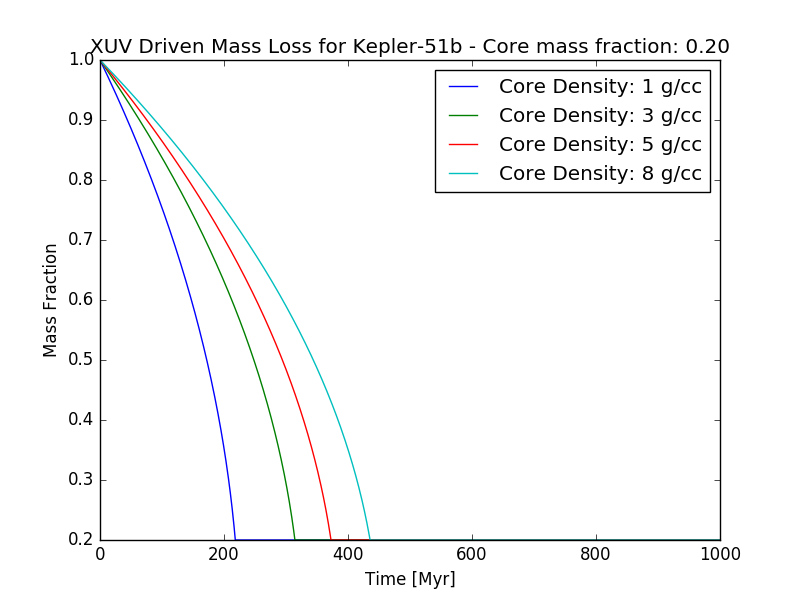 XUV Driven Mass Loss for Kepler-51b - Core mass fraction: 0.20
1.0
0.9
0.8
0.7
0.6
0.5
0.4
0.3
0.2
Mass Fraction
Core Density: 1 g/cc
Core Density: 3 g/cc
Core Density: 5 g/cc
Core Density: 8 g/cc
0 200 400 600 800 1000
Time [Myr]